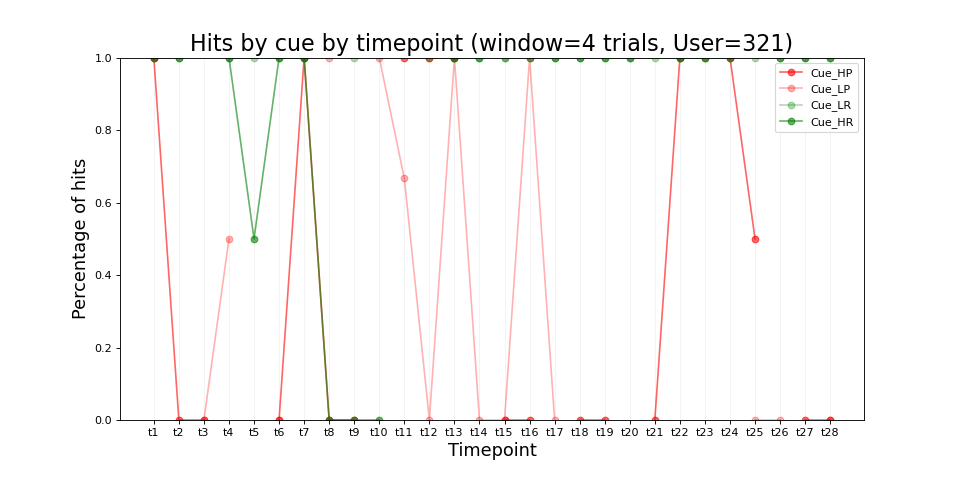 Hits by cue by timepoint (window=4 trials, User=321)
1.0
0.8
0.6
0.4
0.2
0.0
Percentage of hits
Cue_HP
Cue_LP
Cue_LR
Cue_HR
t1 t2 t3 t4 t5 t6 t7 t8 t9 t10 t11 t12 t13 t14 t15 t16 t17 t18 t19 t20 t21 t22 t23 t24 t25 t26 t27 t28
Timepoint